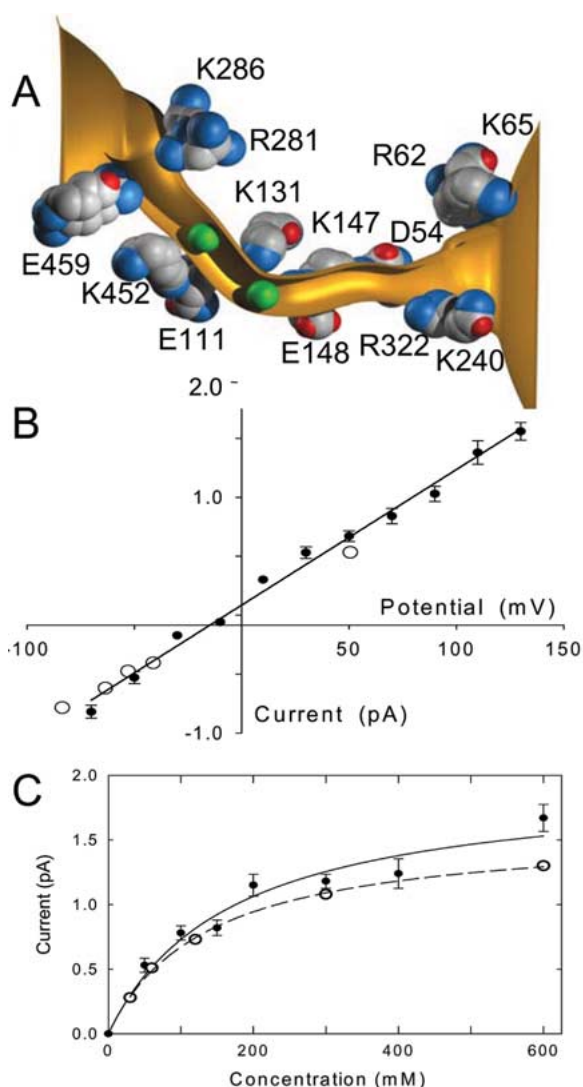 A
K286
K65
R281
R62
K131
K147
D54
E459
K452
E111
E148
R322
K240
2.0
B
1.0
Potential (mV)
-100
50
100
150
Current (pA)
-1.0
C
2.0
1.5
1.0
0.5
0.0
Current (pA)
0
200
400
600
Concentration (mM)